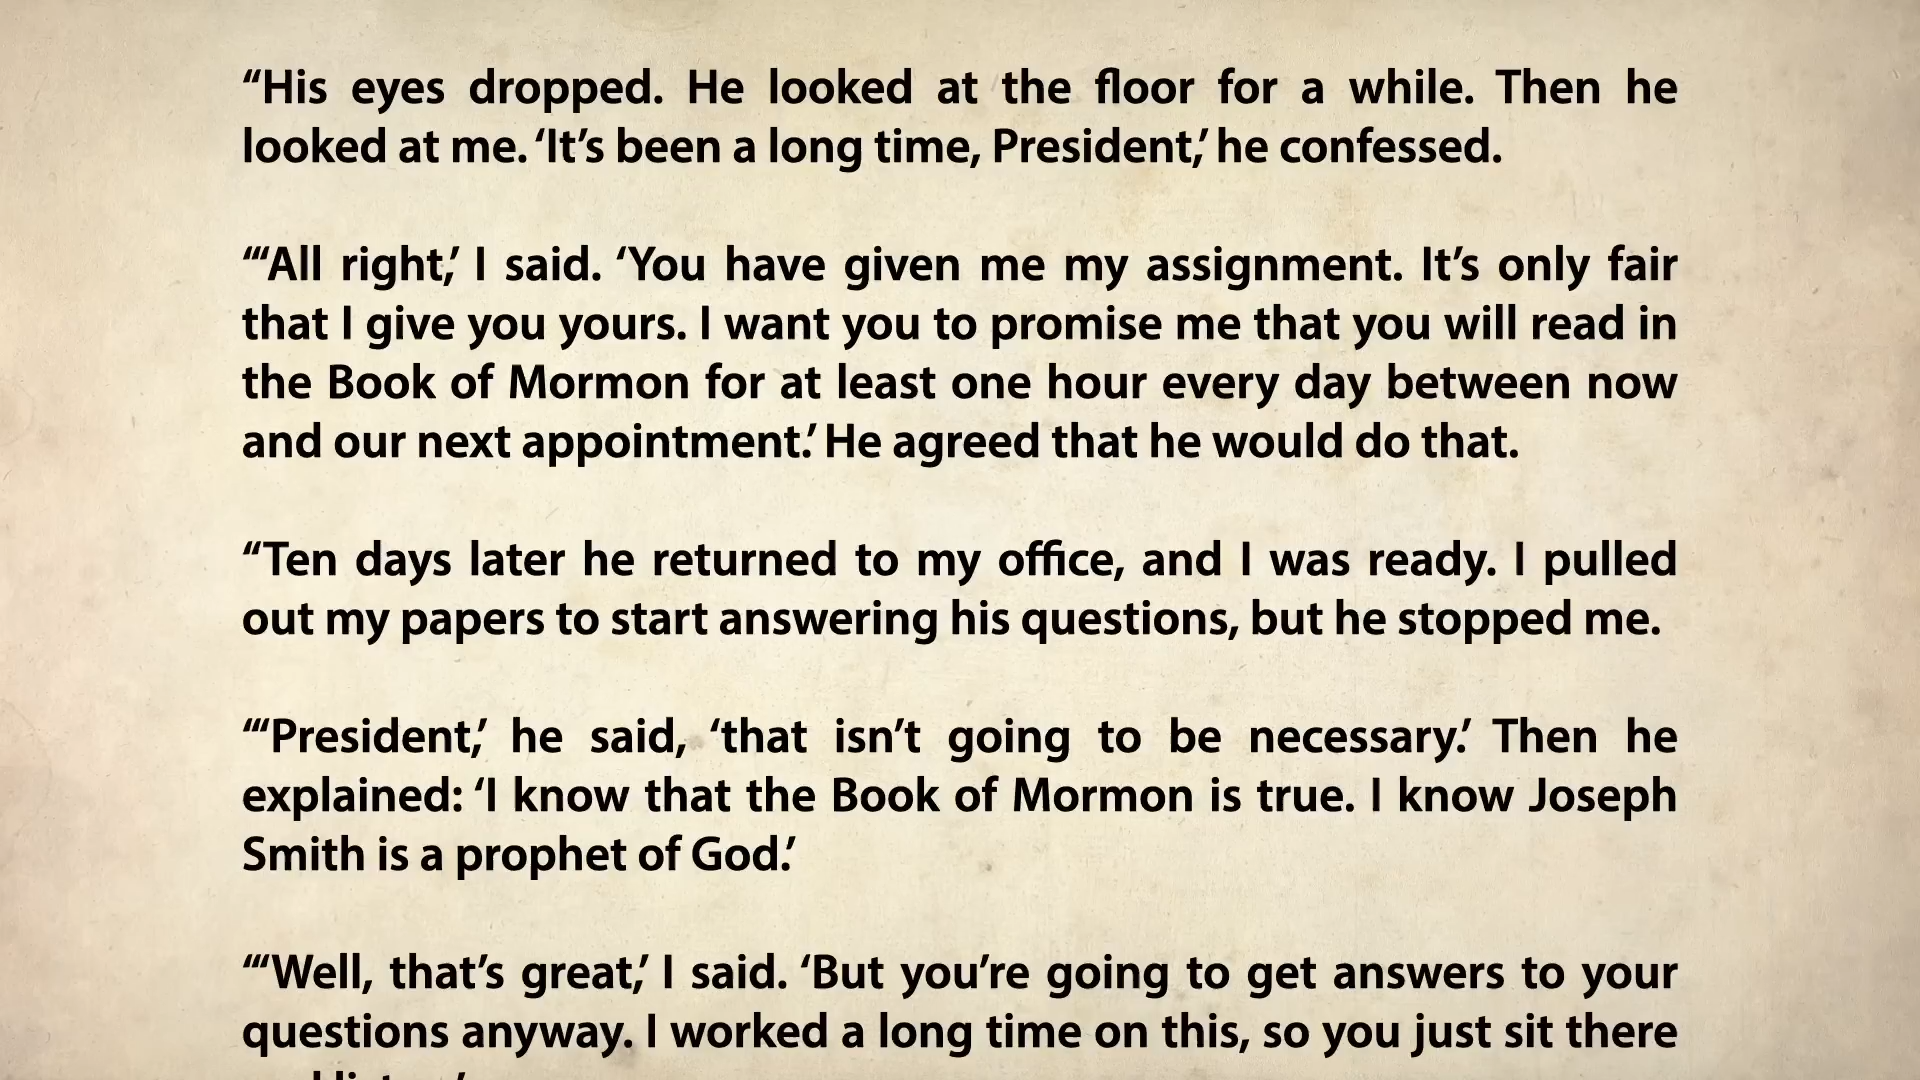 “His eyes dropped. He looked at the floor for a while. Then he
looked at me. ‘It’s been a long time, President,’ he confessed.
“‘All right,’ I said. ‘You have given me my assignment. It’s only fair
that I give you yours. I want you to promise me that you will read in
the Book of Mormon for at least one hour every day between now
and our next appointment.’ He agreed that he would do that.
“Ten days later he returned to my office, and I was ready. I pulled
out my papers to start answering his questions, but he stopped me.
“‘President,’ he said, ‘that isn’t going to be necessary.’ Then he
explained: ‘I know that the Book of Mormon is true. I know Joseph
Smith is a prophet of God.’
“‘Well, that’s great,’ I said. ‘But you’re going to get answers to your
questions anyway. I worked a long time on this, so you just sit there